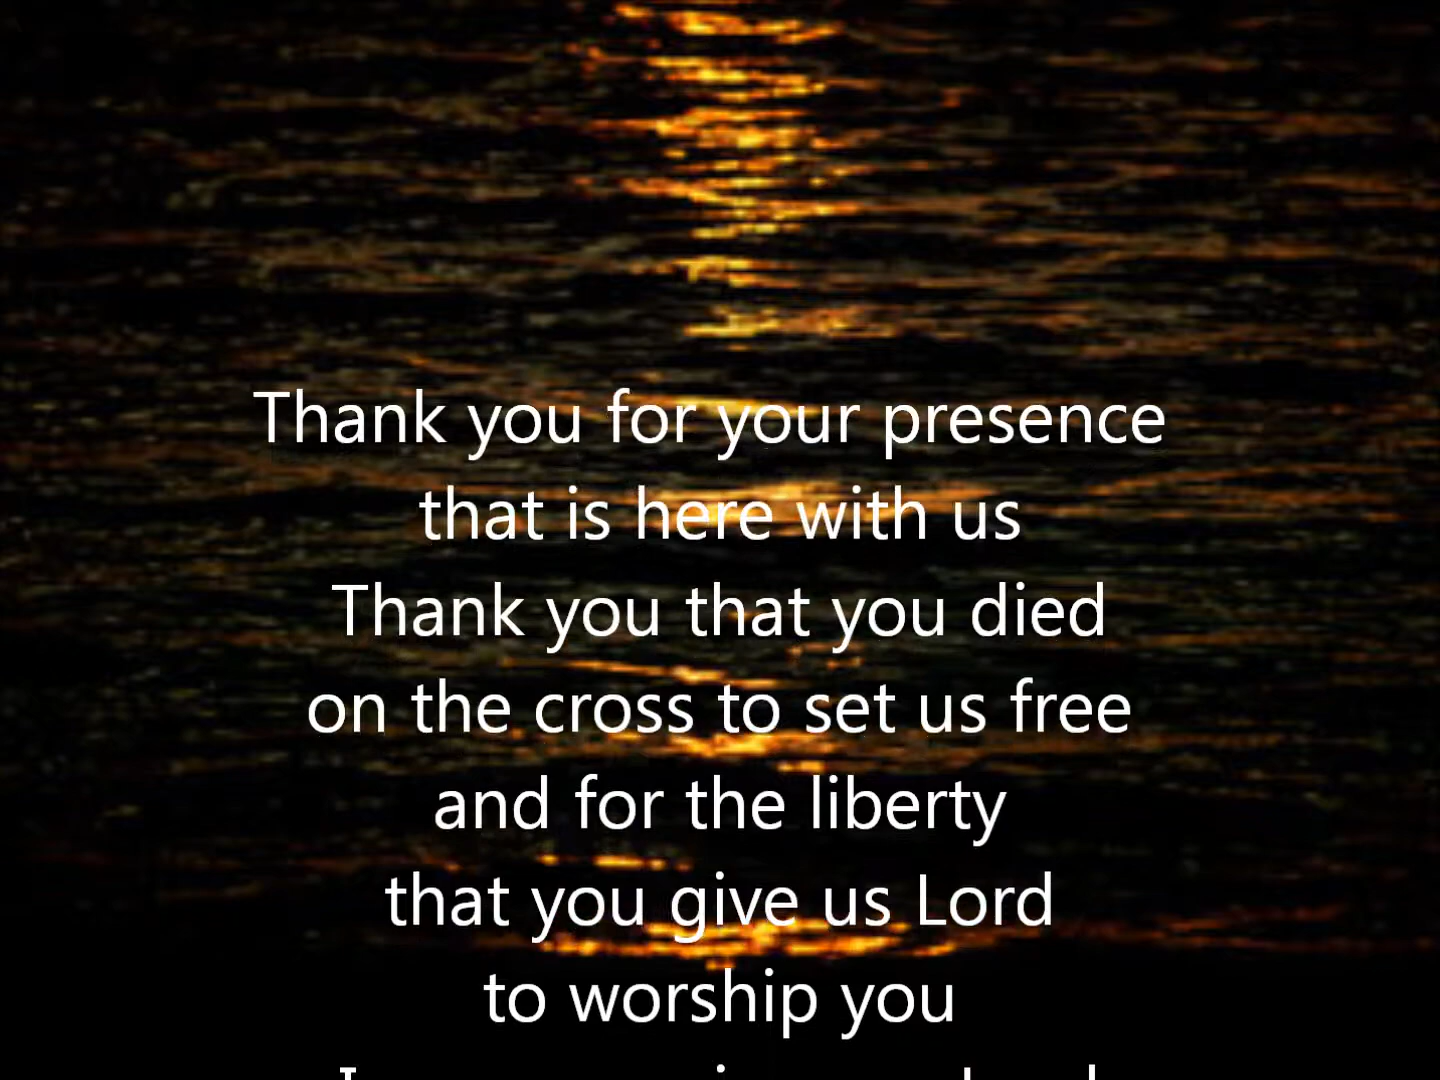 Thank you for your presence
that is here with us
Thank you that you died
on the cross to set us free
and for the liberty
that you give us Lord
to worship you